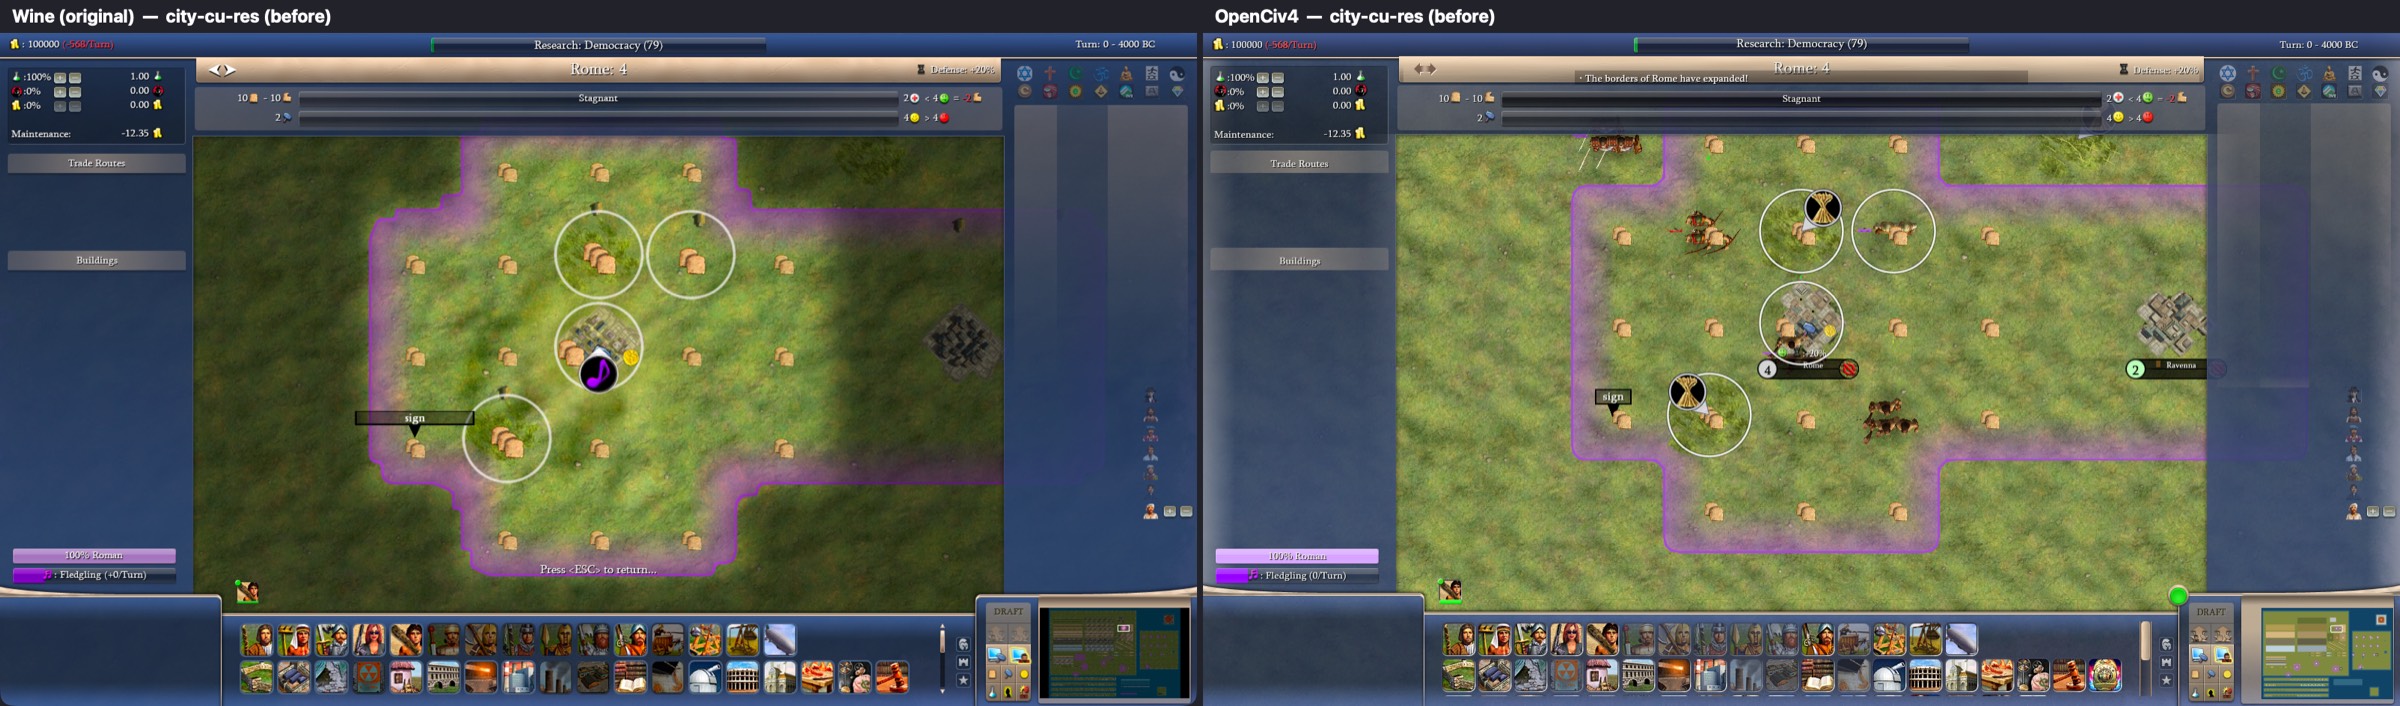 Wine (original) — city-cu-res (before)
: 100000 (-568/Turn)
Research: Democracy (79)
Turn: 0 - 4000 BC
Rome: 4
Defense: +20%
:100% 1.00
:0% 0.00
:0% 0.00
Maintenance: -12.35
10 - 10
Stagnant
2 < 4 = -2
2
4 > 4
Trade Routes
Buildings
sign
100% Roman
: Fledgling (+0/Turn)
Press <ESC> to return...
DRAFT
OpenCiv4 — city-cu-res (before)
: 100000 (-568/Turn)
Research: Democracy (79)
Turn: 0 - 4000 BC
Rome: 4
· The borders of Rome have expanded!
Defense: +20%
:100% 1.00
:0% 0.00
:0% 0.00
Maintenance: -12.35
10 - 10
Stagnant
2 < 4 = -2
2
4 > 4
Trade Routes
Buildings
+20%
4 Rome
2 Ravenna
sign
100% Roman
: Fledgling (0/Turn)
DRAFT